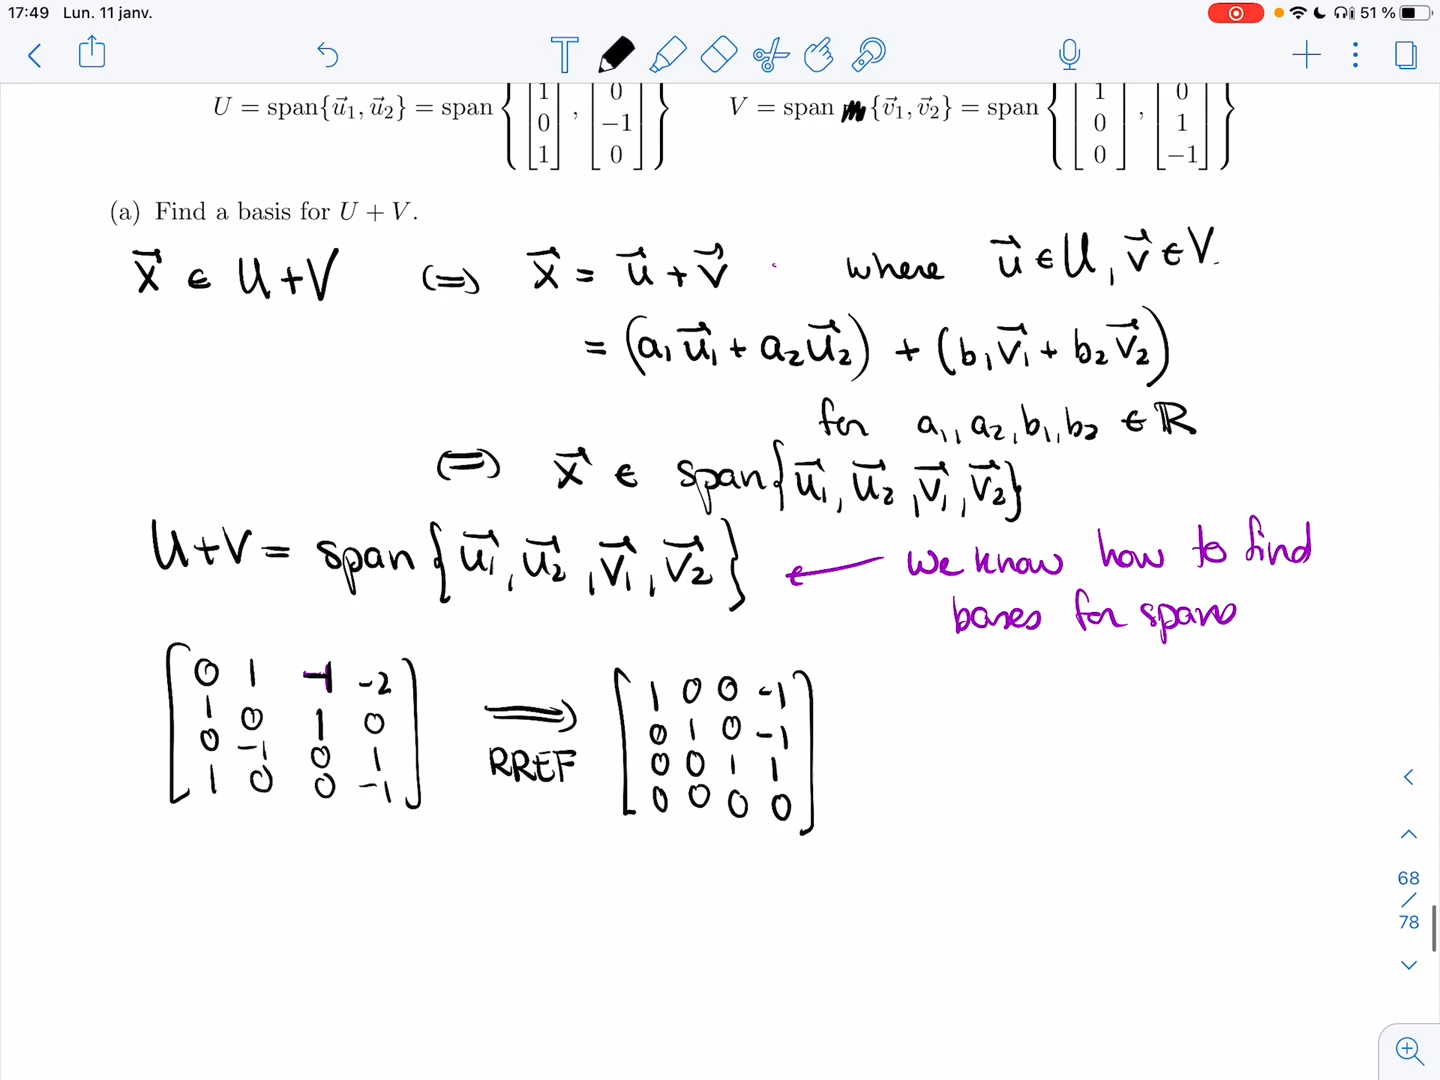 17:49 Lun. 11 janv. 51 %
U = span{u⃗₁, u⃗₂} = span { [1 0 1], [0 −1 0] } V = span {v⃗₁, v⃗₂} = span { [1 0 0], [0 1 −1] }
(a) Find a basis for U + V.
x⃗ ∈ U+V (⇔) x⃗ = u⃗ + v⃗ where u⃗ ∈ U, v⃗ ∈ V.
= (a₁u⃗₁ + a₂u⃗₂) + (b₁v⃗₁ + b₂v⃗₂)
for a₁, a₂, b₁, b₂ ∈ ℝ
(⇔) x⃗ ∈ span{u⃗₁, u⃗₂, v⃗₁, v⃗₂}
U+V = span{u⃗₁, u⃗₂, v⃗₁, v⃗₂} ← we know how to find
bases for spans
0 1 -1 -2
1 0 1 0
0 -1 0 1
1 0 0 -1
⇒
RREF
1 0 0 -1
0 1 0 -1
0 0 1 1
0 0 0 0
68
/
78